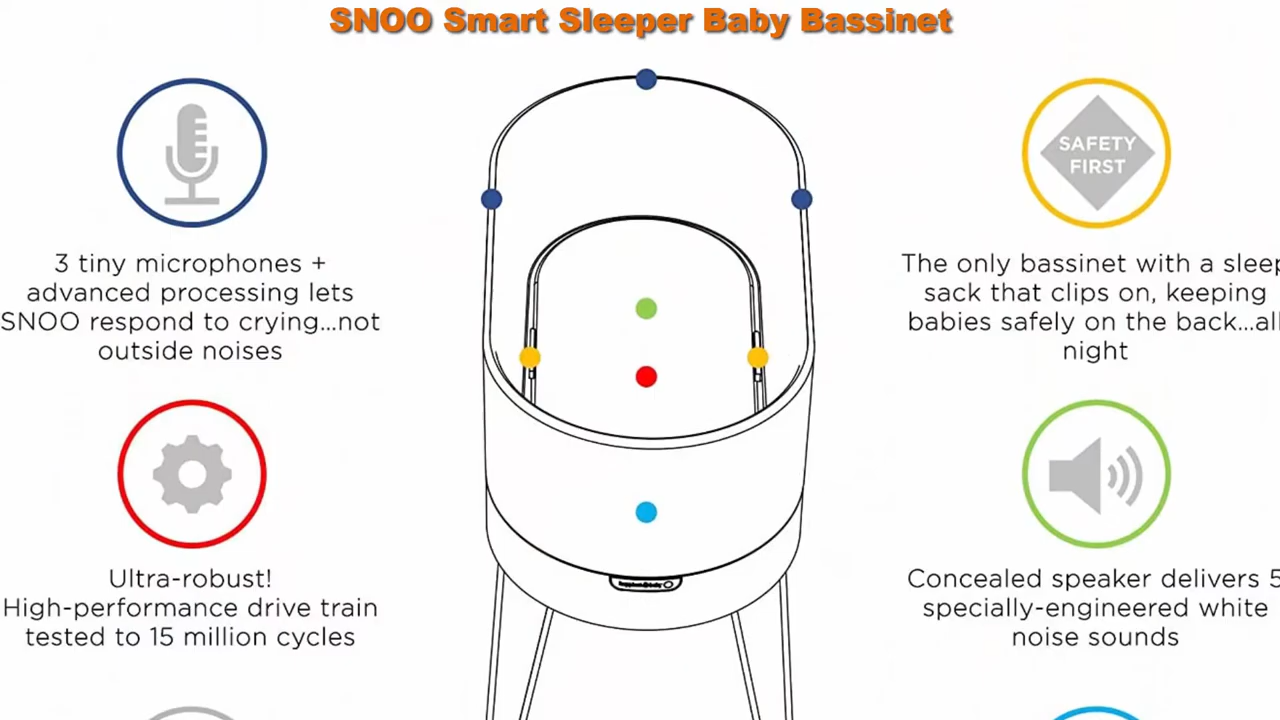 SNOO Smart Sleeper Baby Bassinet
3 tiny microphones +
advanced processing lets
SNOO respond to crying...not
outside noises
SAFETY
FIRST
The only bassinet with a sleep
sack that clips on, keeping
babies safely on the back...all
night
Ultra-robust!
High-performance drive train
tested to 15 million cycles
Concealed speaker delivers 5
specially-engineered white
noise sounds